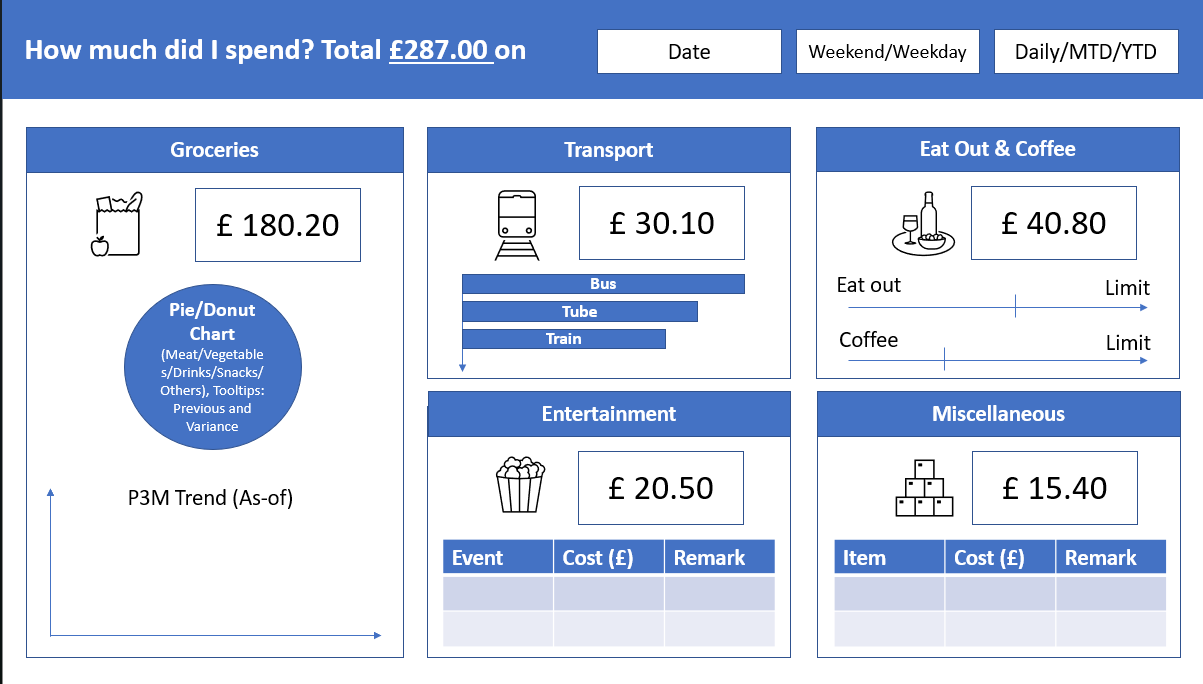 How much did I spend? Total £287.00 on
Date
Weekend/Weekday
Daily/MTD/YTD
Groceries
£ 180.20
Pie/Donut
Chart
(Meat/Vegetable
s/Drinks/Snacks/
Others), Tooltips:
Previous and
Variance
P3M Trend (As-of)
Transport
£ 30.10
Bus
Tube
Train
Eat Out & Coffee
£ 40.80
Eat out
Limit
Coffee
Limit
Entertainment
£ 20.50
Event Cost (£) Remark
Miscellaneous
£ 15.40
Item Cost (£) Remark